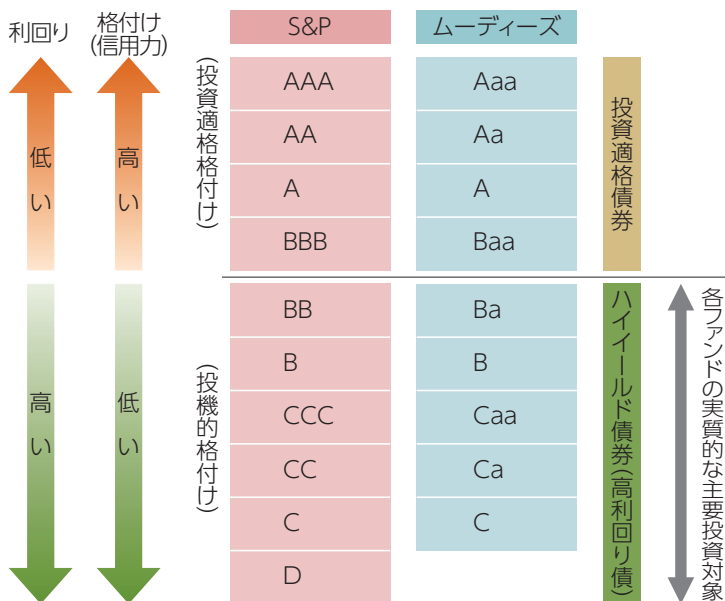 利回り
格付け
(信用力)
S&P
ムーディーズ
低い
高い
(投資適格格付け)
AAA
Aaa
AA
Aa
A
A
BBB
Baa
投資適格債券
高い
低い
(投機的格付け)
BB
Ba
B
B
CCC
Caa
CC
Ca
C
C
D
ハイイールド債券(高利回り債)
各ファンドの実質的な主要投資対象